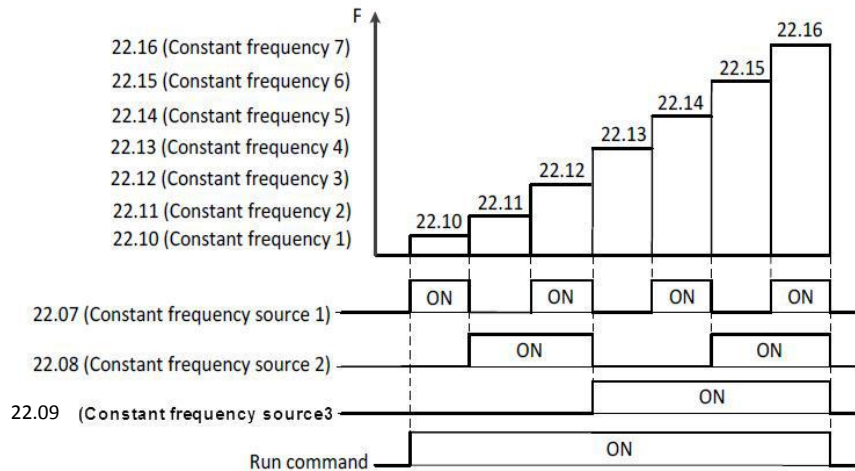 F
22.16 (Constant frequency 7)
22.15 (Constant frequency 6)
22.14 (Constant frequency 5)
22.13 (Constant frequency 4)
22.12 (Constant frequency 3)
22.11 (Constant frequency 2)
22.10 (Constant frequency 1)
22.10
22.11
22.12
22.13
22.14
22.15
22.16
22.07 (Constant frequency source 1)
ON ON ON ON
22.08 (Constant frequency source 2)
ON ON
22.09 (Constant frequency source3
ON
Run command
ON